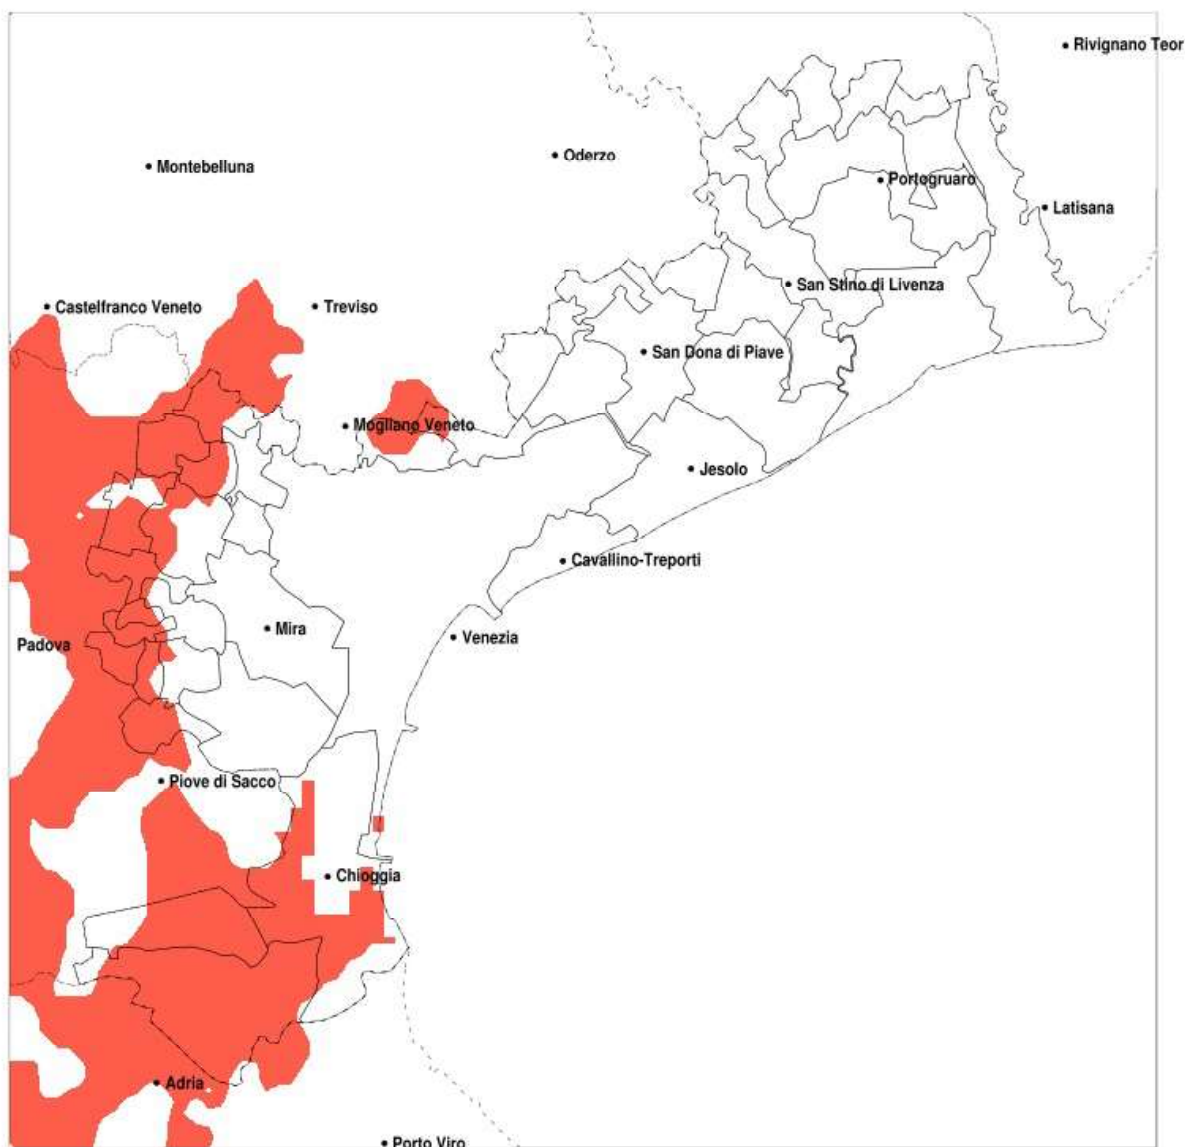 Rivignano Teor
Oderzo
Montebelluna
Portogruaro
Latisana
San Stino di Livenza
Castelfranco Veneto
Treviso
San Dona di Piave
Mogliano Veneto
Jesolo
Cavallino-Treporti
Mira
Venezia
Padova
Piove di Sacco
Chioggia
Adria
Porto Viro